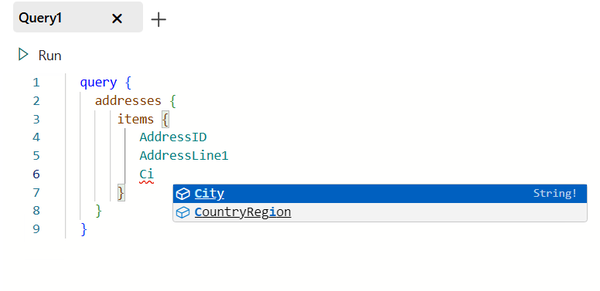 Query1 ×
Run
1 query {
2 addresses {
3 items {
4 AddressID
5 AddressLine1
6 Ci
City String!
7 }
CountryRegion
8 }
9 }